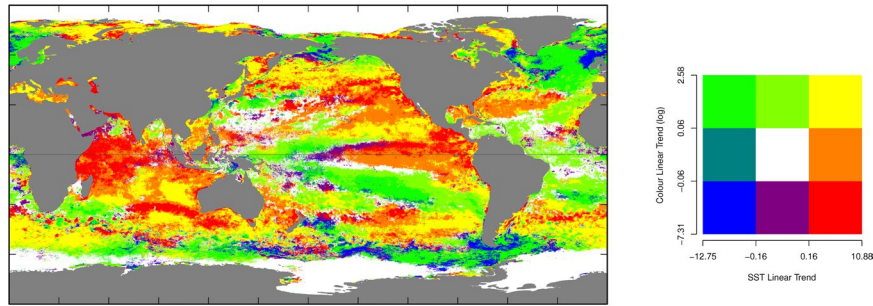 Colour Linear Trend (log)
2.58
0.06
−0.06
−7.31
−12.75 −0.16 0.16 10.88
SST Linear Trend